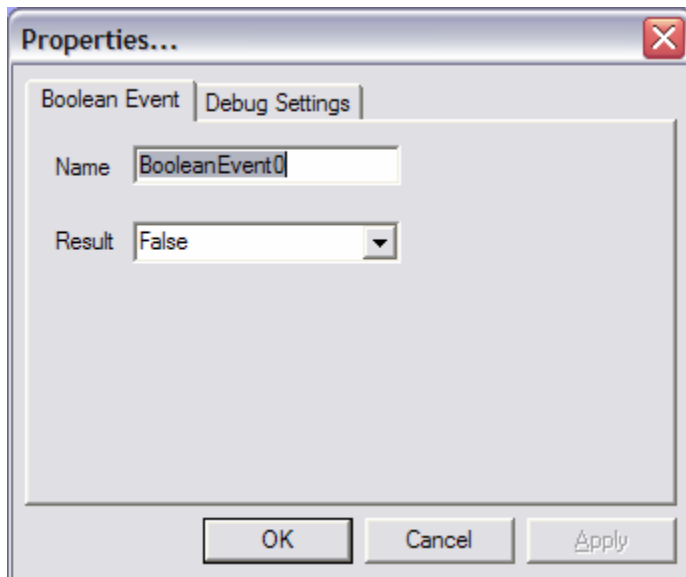 Properties...
Boolean Event Debug Settings
Name BooleanEvent0
Result False
OK Cancel Apply